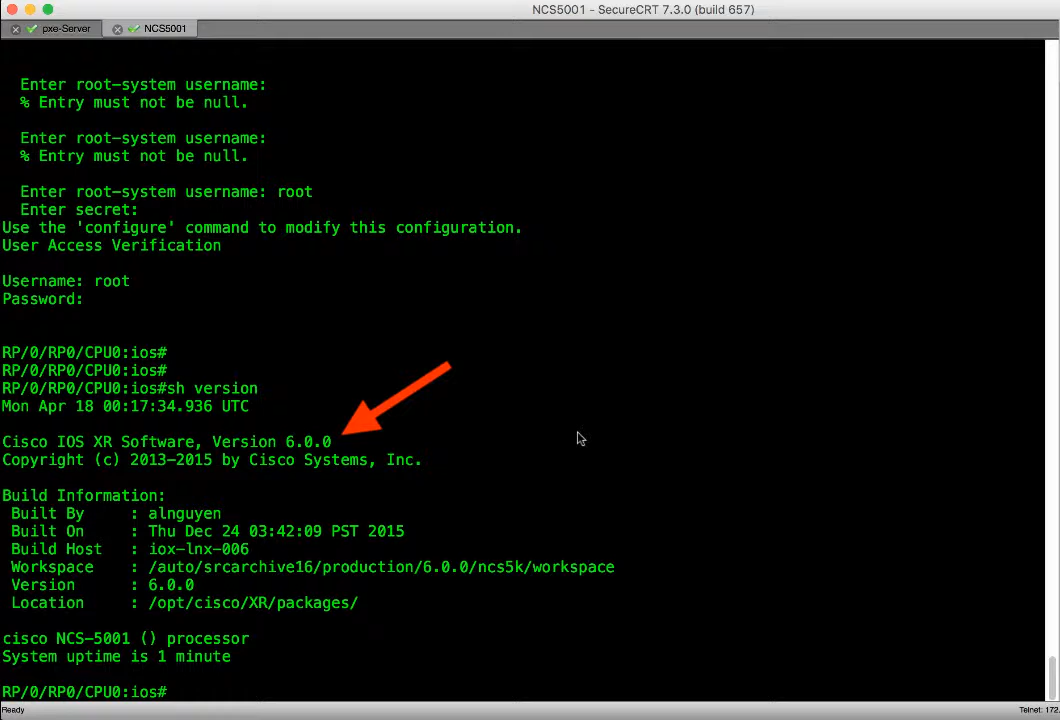 NCS5001 - SecureCRT 7.3.0 (build 657)
pxe-Server NCS5001
Enter root-system username:
% Entry must not be null.
Enter root-system username:
% Entry must not be null.
Enter root-system username: root
Enter secret:
Use the 'configure' command to modify this configuration.
User Access Verification
Username: root
Password:
RP/0/RP0/CPU0:ios#
RP/0/RP0/CPU0:ios#
RP/0/RP0/CPU0:ios#sh version
Mon Apr 18 00:17:34.936 UTC
Cisco IOS XR Software, Version 6.0.0
Copyright (c) 2013-2015 by Cisco Systems, Inc.
Build Information:
Built By : alnguyen
Built On : Thu Dec 24 03:42:09 PST 2015
Build Host : iox-lnx-006
Workspace : /auto/srcarchive16/production/6.0.0/ncs5k/workspace
Version : 6.0.0
Location : /opt/cisco/XR/packages/
cisco NCS-5001 () processor
System uptime is 1 minute
RP/0/RP0/CPU0:ios#
Ready Telnet: 172